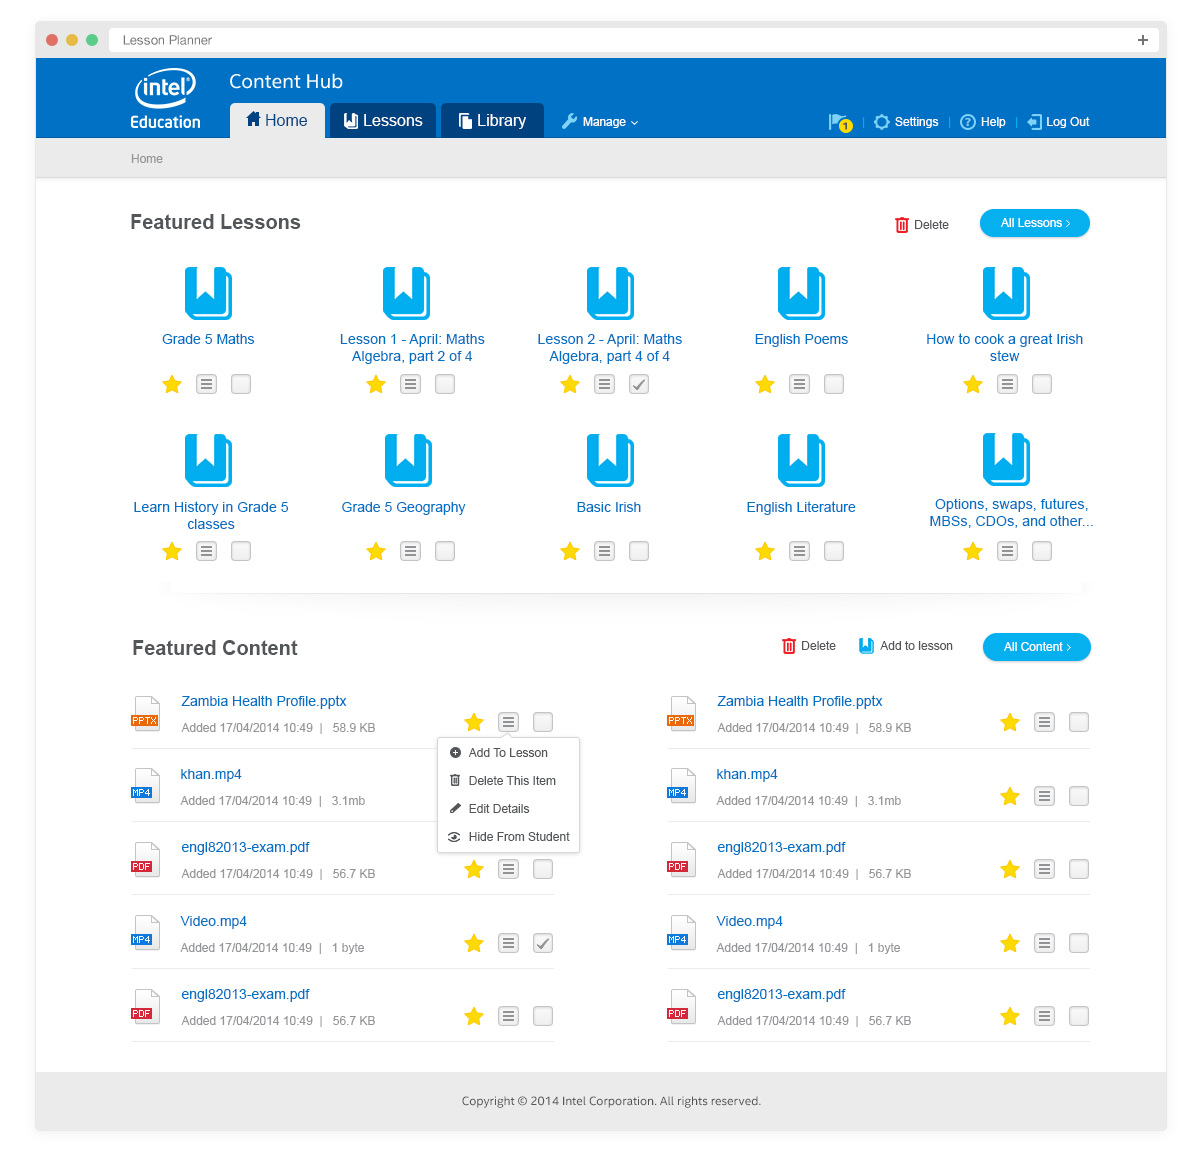 Lesson Planner
intel
Education
Content Hub
Home
Lessons
Library
Manage
1
Settings
Help
Log Out
Home
Featured Lessons
Delete
All Lessons
Grade 5 Maths
Lesson 1 - April: Maths
Algebra, part 2 of 4
Lesson 2 - April: Maths
Algebra, part 4 of 4
English Poems
How to cook a great Irish
stew
Learn History in Grade 5
classes
Grade 5 Geography
Basic Irish
English Literature
Options, swaps, futures,
MBSs, CDOs, and other...
Featured Content
Delete
Add to lesson
All Content
PPTX
Zambia Health Profile.pptx
Added 17/04/2014 10:49 | 58.9 KB
MP4
khan.mp4
Added 17/04/2014 10:49 | 3.1mb
PDF
engl82013-exam.pdf
Added 17/04/2014 10:49 | 56.7 KB
MP4
Video.mp4
Added 17/04/2014 10:49 | 1 byte
PDF
engl82013-exam.pdf
Added 17/04/2014 10:49 | 56.7 KB
Add To Lesson
Delete This Item
Edit Details
Hide From Student
PPTX
Zambia Health Profile.pptx
Added 17/04/2014 10:49 | 58.9 KB
MP4
khan.mp4
Added 17/04/2014 10:49 | 3.1mb
PDF
engl82013-exam.pdf
Added 17/04/2014 10:49 | 56.7 KB
MP4
Video.mp4
Added 17/04/2014 10:49 | 1 byte
PDF
engl82013-exam.pdf
Added 17/04/2014 10:49 | 56.7 KB
Copyright © 2014 Intel Corporation. All rights reserved.